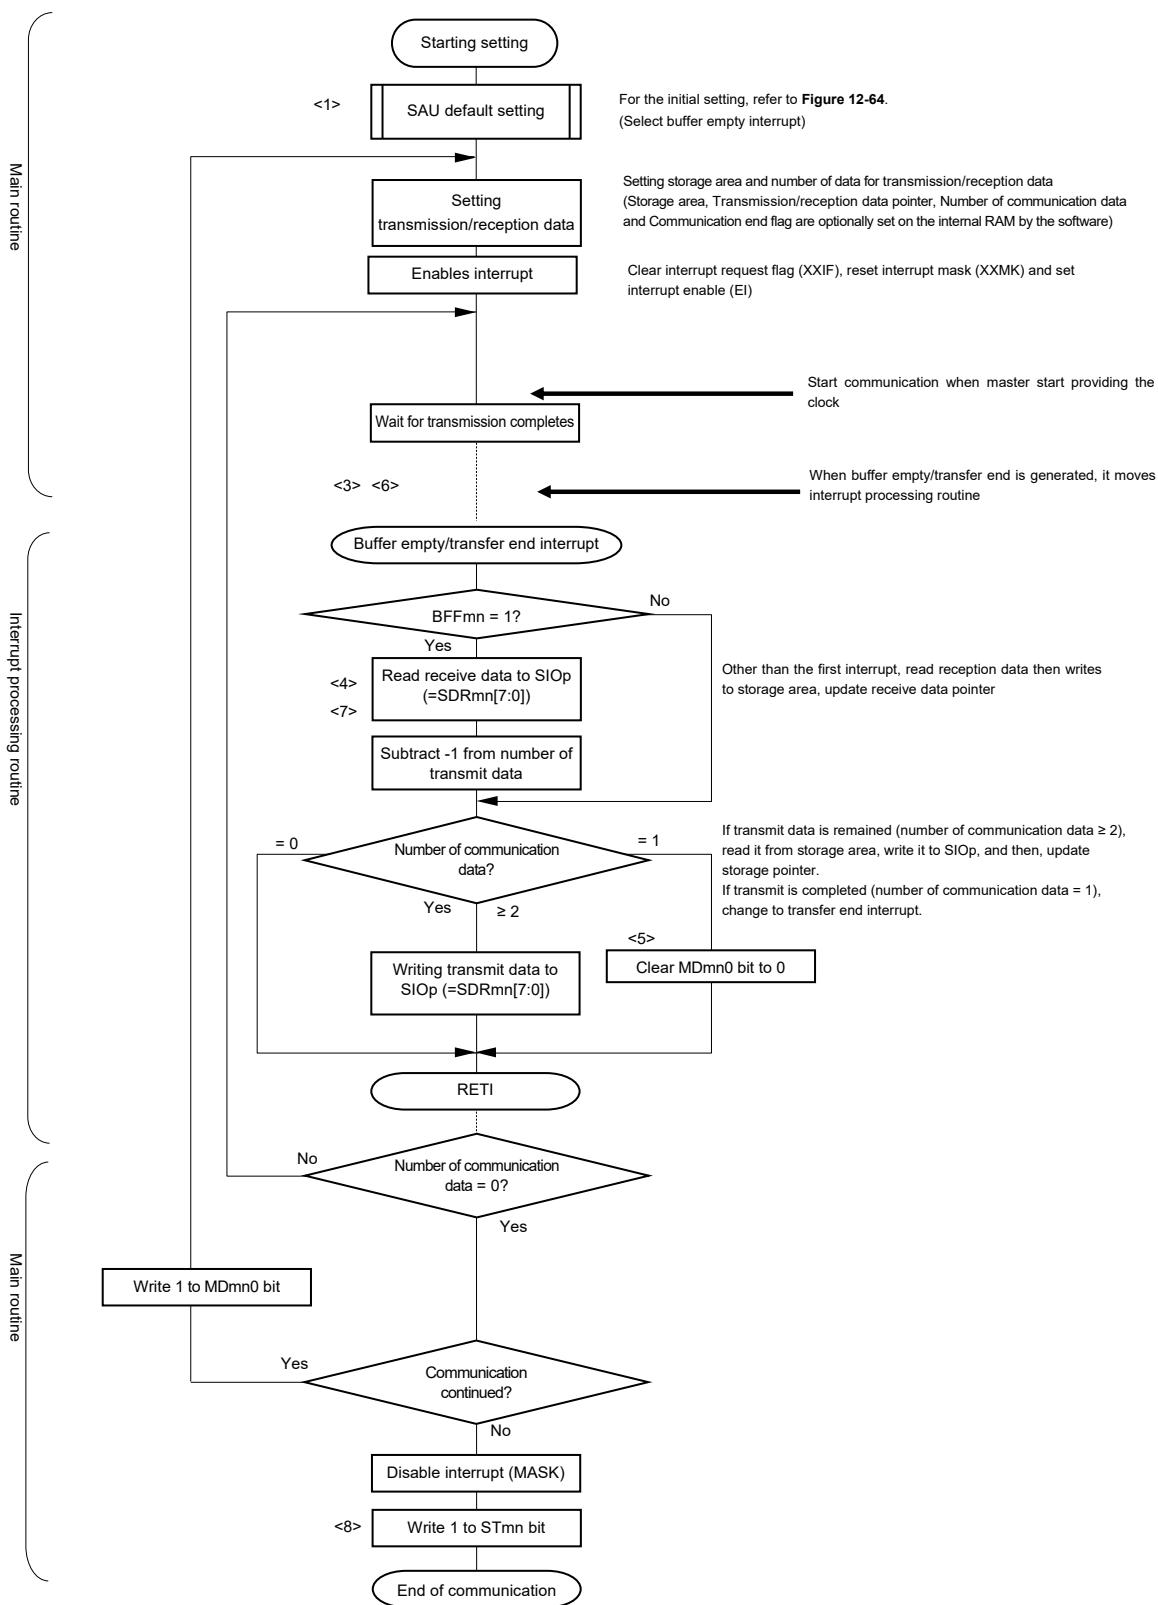 Starting setting
<1>
SAU default setting
For the initial setting, refer to Figure 12-64.
(Select buffer empty interrupt)
Main routine
Setting
transmission/reception data
Setting storage area and number of data for transmission/reception data
(Storage area, Transmission/reception data pointer, Number of communication data
and Communication end flag are optionally set on the internal RAM by the software)
Enables interrupt
Clear interrupt request flag (XXIF), reset interrupt mask (XXMK) and set
interrupt enable (EI)
Start communication when master start providing the
clock
Wait for transmission completes
<3> <6>
When buffer empty/transfer end is generated, it moves
interrupt processing routine
Buffer empty/transfer end interrupt
Interrupt processing routine
BFFmn = 1?
No
Yes
<4>
<7>
Read receive data to SIOp
(=SDRmn[7:0])
Other than the first interrupt, read reception data then writes
to storage area, update receive data pointer
Subtract -1 from number of
transmit data
= 0
Number of communication
data?
= 1
If transmit data is remained (number of communication data ≥ 2),
read it from storage area, write it to SIOp, and then, update
storage pointer.
If transmit is completed (number of communication data = 1),
change to transfer end interrupt.
Yes
≥ 2
<5>
Writing transmit data to
SIOp (=SDRmn[7:0])
Clear MDmn0 bit to 0
RETI
No
Number of communication
data = 0?
Yes
Main routine
Write 1 to MDmn0 bit
Yes
Communication
continued?
No
Disable interrupt (MASK)
<8>
Write 1 to STmn bit
End of communication